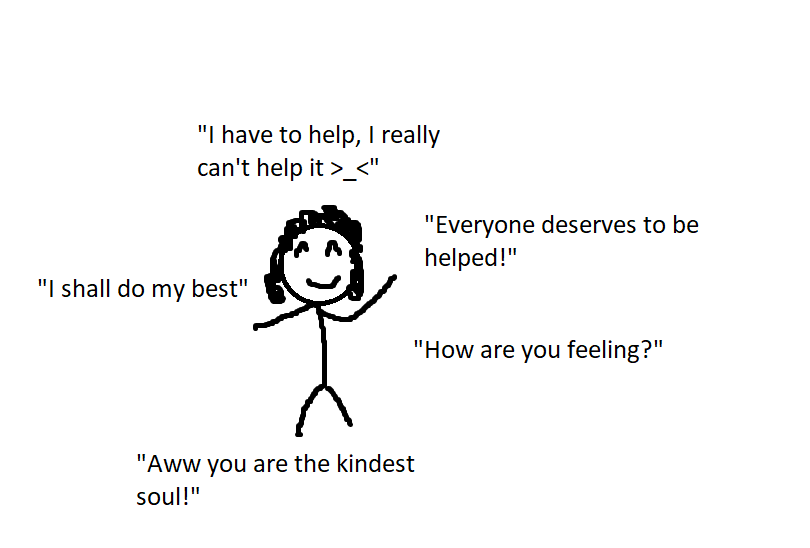 "I have to help, I really
can't help it >_<"
"Everyone deserves to be
helped!"
"I shall do my best"
"How are you feeling?"
"Aww you are the kindest
soul!"